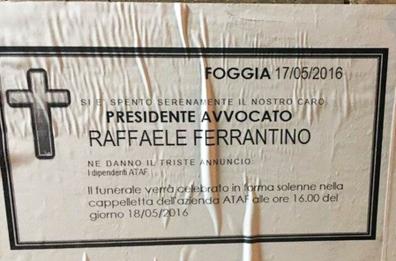 FOGGIA 17/05/2016
SI E' SPENTO SERENAMENTE IL NOSTRO CARO
PRESIDENTE AVVOCATO
RAFFAELE FERRANTINO
NE DANNO IL TRISTE ANNUNCIO
I dipendenti ATAF
Il funerale verrà celebrato in forma solenne nella
cappelletta dell'azienda ATAF alle ore 16.00 del
giorno 18/05/2016